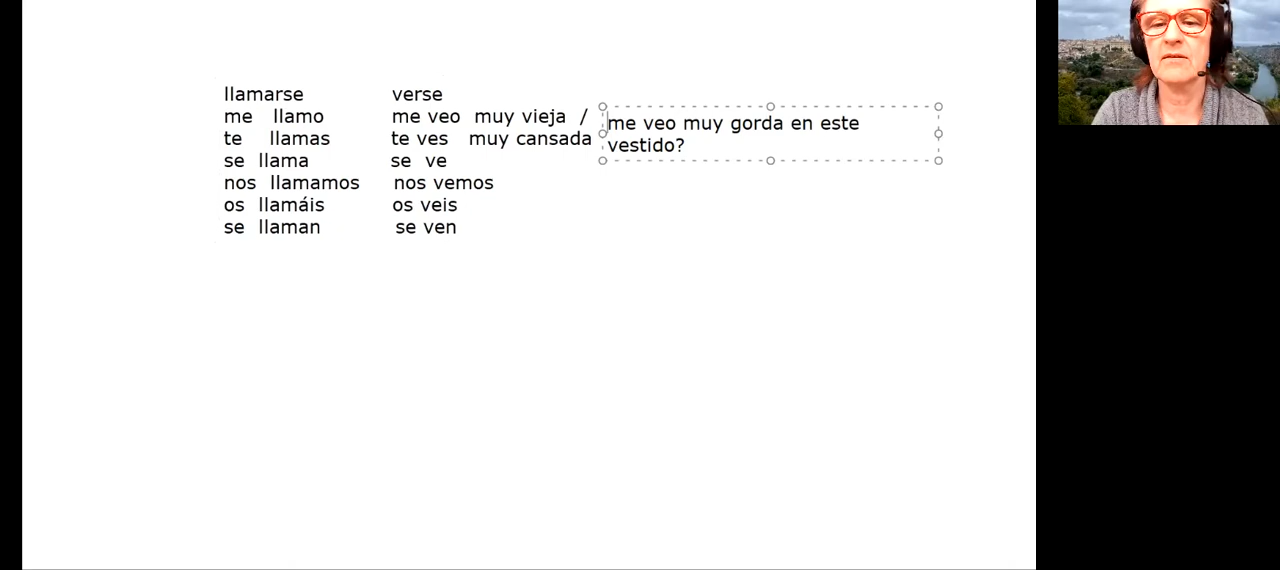 llamarse verse
me llamo me veo muy vieja / me veo muy gorda en este
te llamas te ves muy cansada vestido?
se llama se ve
nos llamamos nos vemos
os llamáis os veis
se llaman se ven